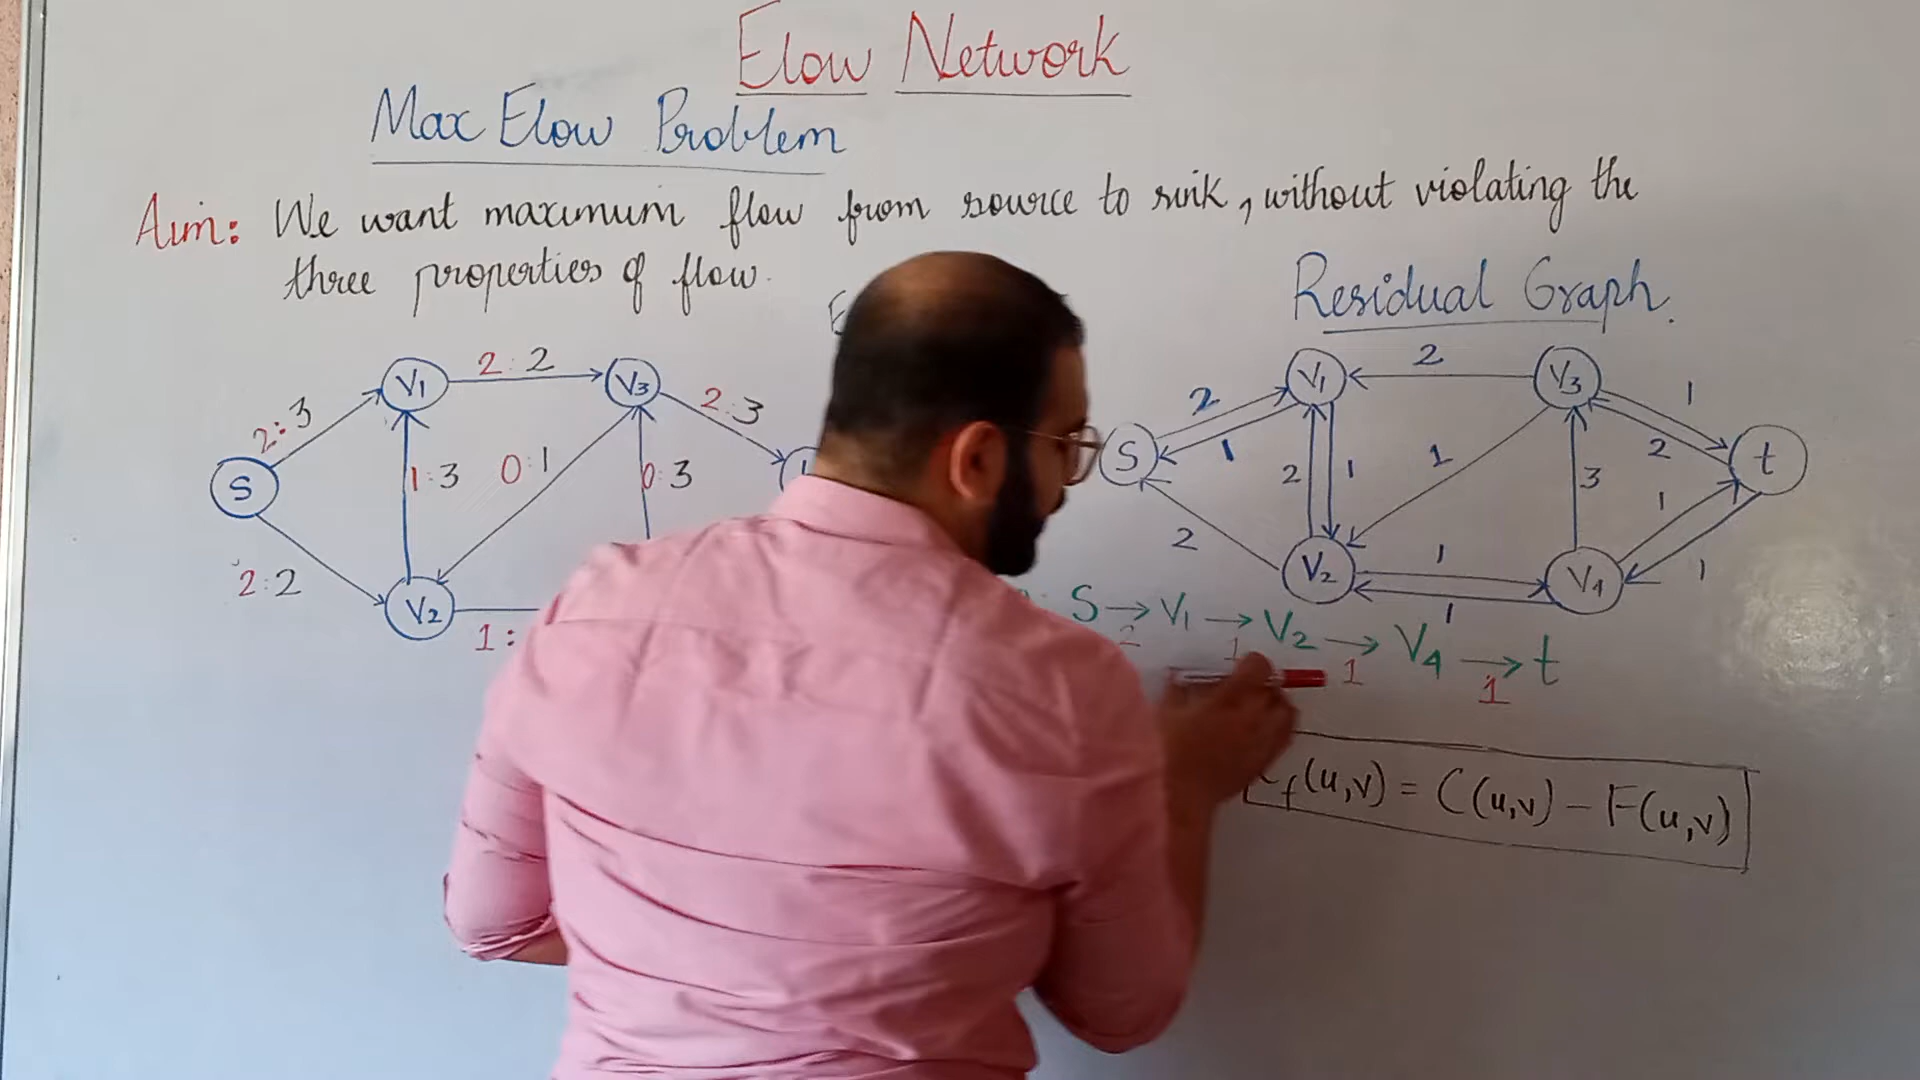 Flow Network
Max Flow Problem
Aim: We want maximum flow from source to sink, without violating the
three properties of flow.
Residual Graph.
S
V1
V2
V3
2:3
2:2
2:2
2:3
1:3
0:1
0:3
1:
S
V1
V2
V3
V4
t
2
1
2
2
1
2
1
1
2
3
1
1
1
1
S → V1 → V2 → V4 → t
2 1 1 1
f(u,v) = C(u,v) - F(u,v)